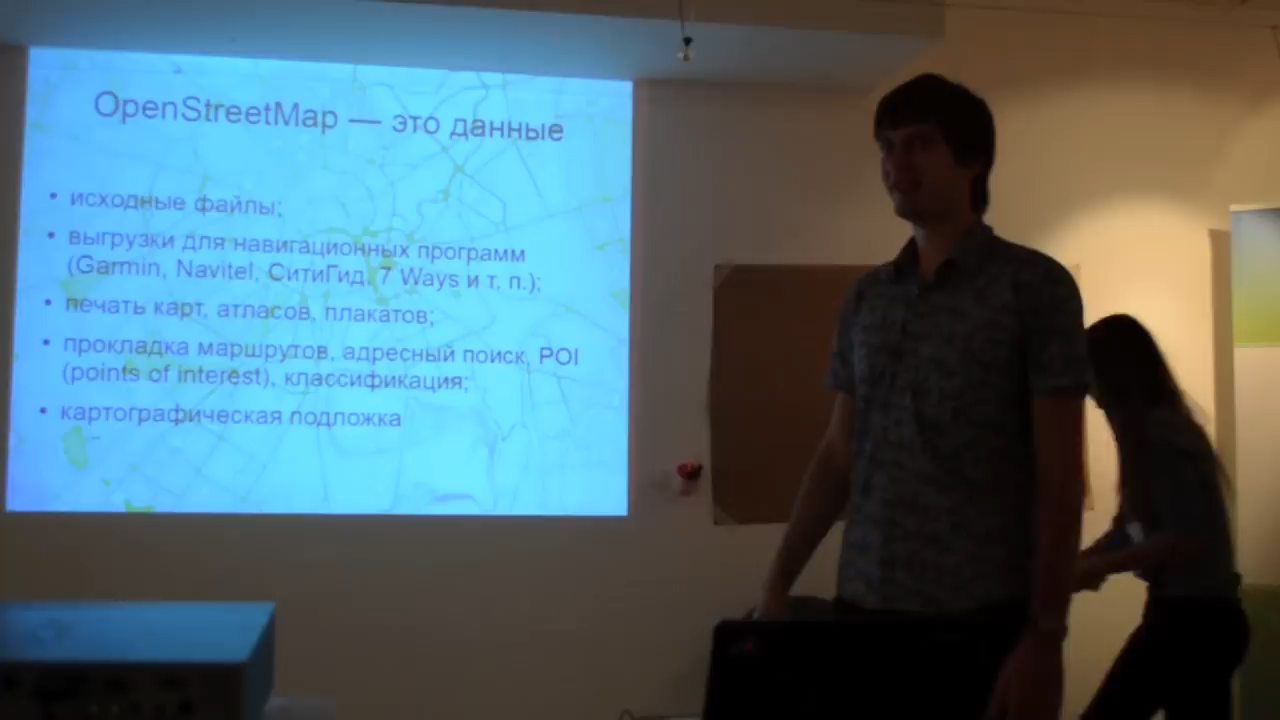 OpenStreetMap — это данные
• исходные файлы;
• выгрузки для навигационных программ
(Garmin, Navitel, СитиГид, 7 Ways и т. п.);
• печать карт, атласов, плакатов;
• прокладка маршрутов, адресный поиск, POI
(points of interest), классификация;
• картографическая подложка